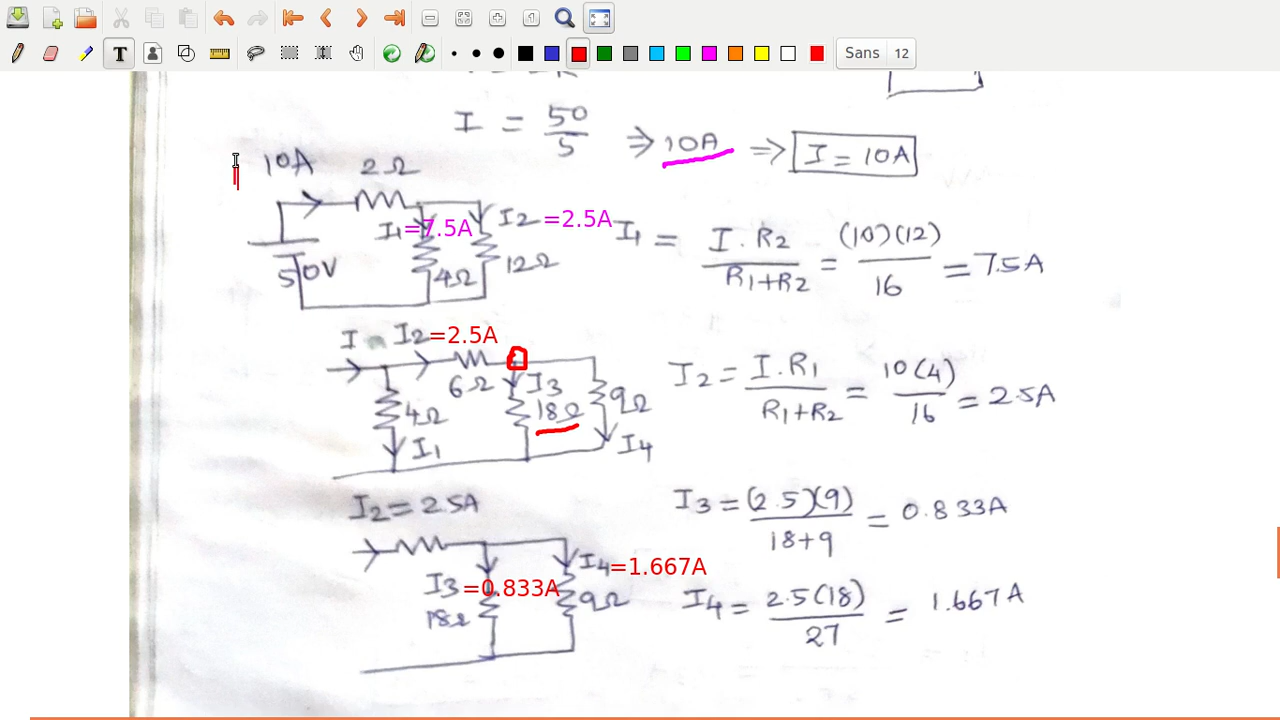 Sans 12
I = 50/5 ⇒ 10A ⇒ I = 10A
10A 2Ω
I1 =7.5A I2 =2.5A
50V 4Ω 12Ω
I1 = I.R2/R1+R2 = (10)(12)/16 = 7.5A
I I2 =2.5A
6Ω I3
4Ω 18Ω 9Ω
I1 I4
I2 = I.R1/R1+R2 = 10(4)/16 = 2.5A
I2 = 2.5A
I3 = (2.5)(9)/18+9 = 0.833A
I4 =1.667A
I3 =0.833A
18Ω 9Ω
I4 = 2.5(18)/27 = 1.667A